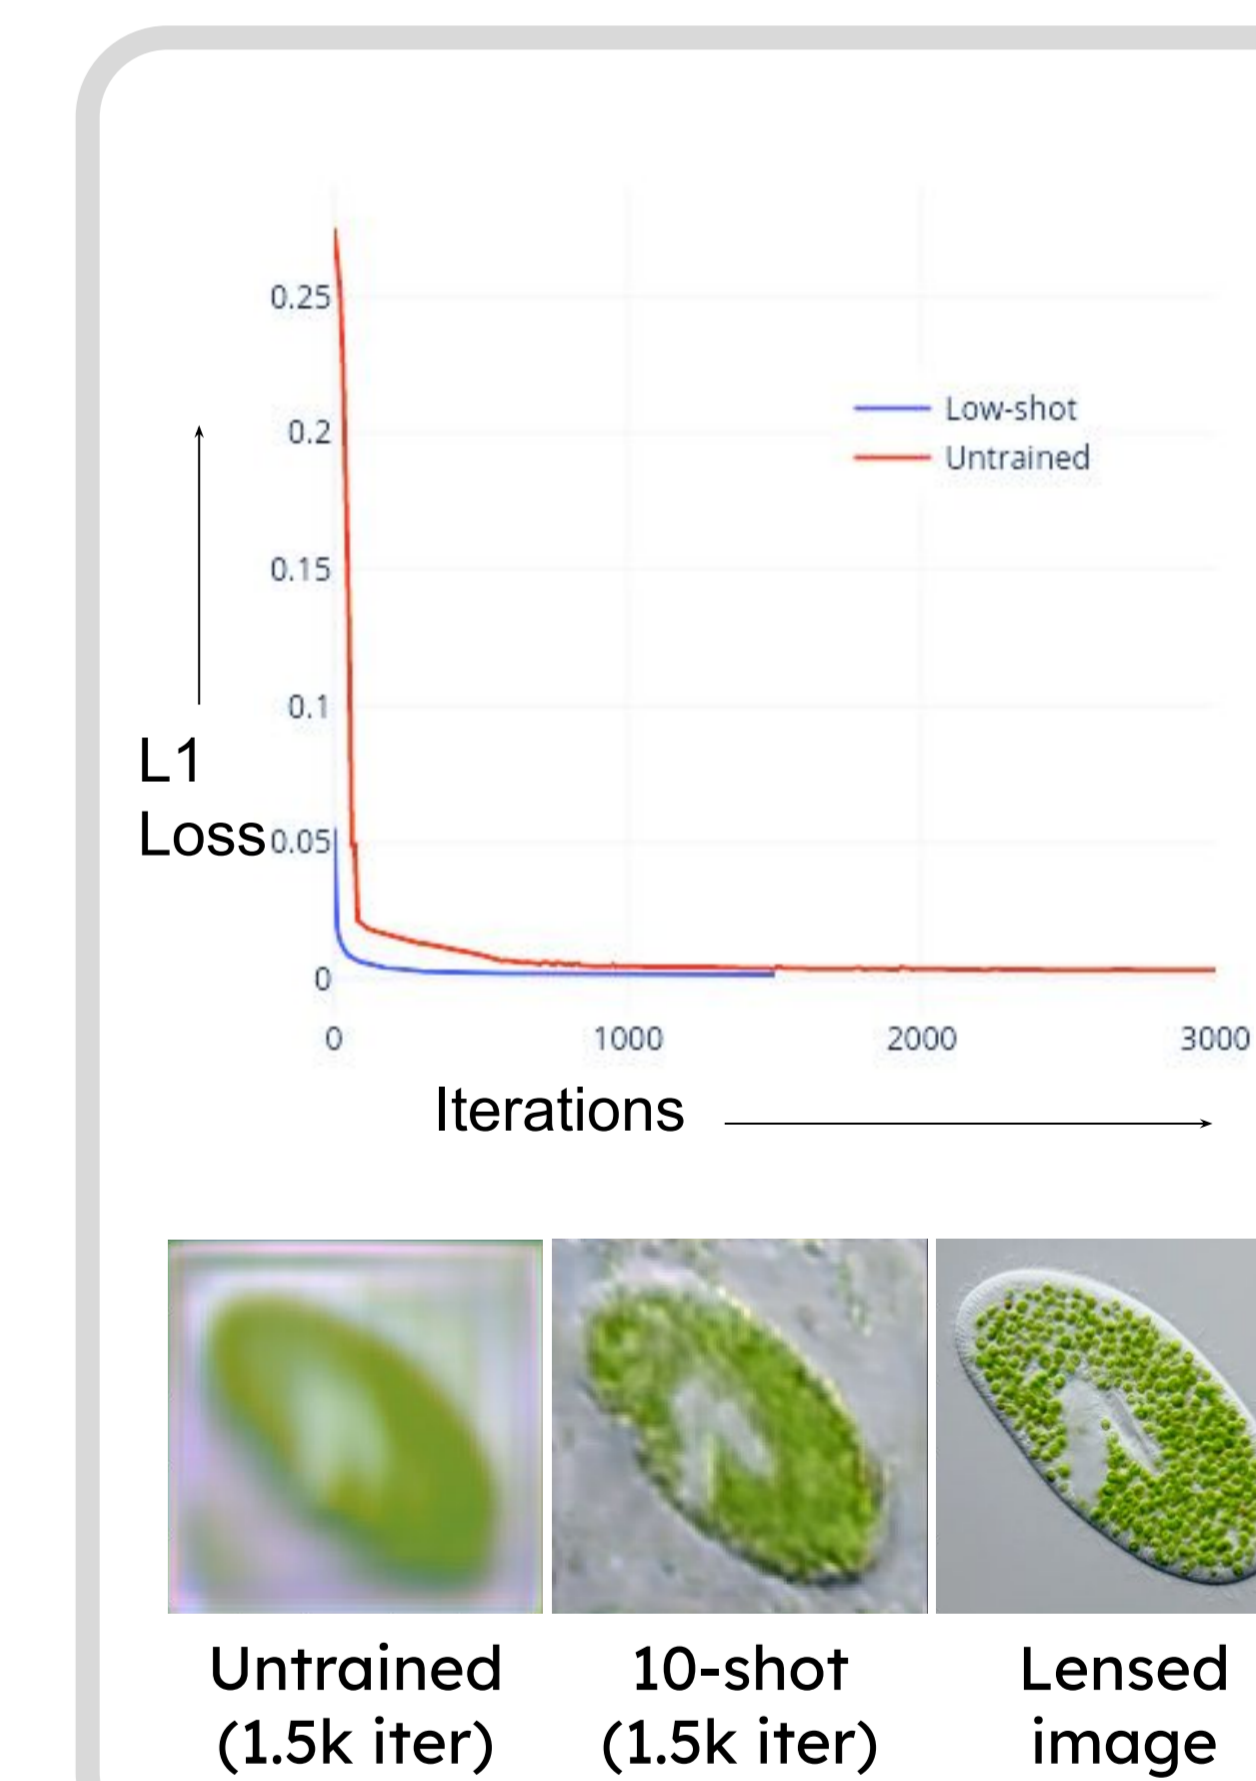 0.25
0.2
0.15
0.1
0.05
0
L1
Loss
Low-shot
Untrained
0
1000
2000
3000
Iterations
Untrained
(1.5k iter)
10-shot
(1.5k iter)
Lensed
image